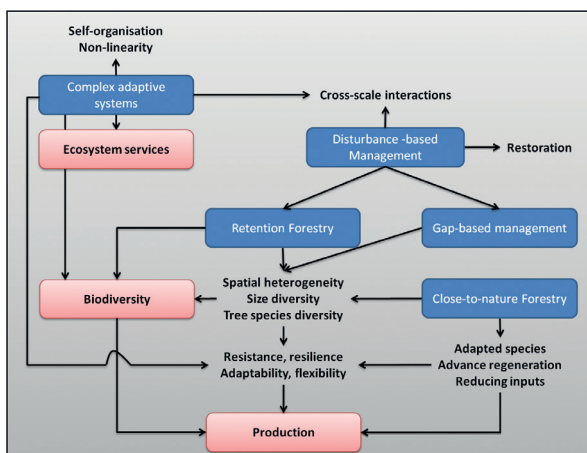 Self-organisation
Non-linearity
Complex adaptive
systems
Cross-scale interactions
Ecosystem services
Disturbance -based
Management
Restoration
Retention Forestry
Gap-based management
Spatial heterogeneity
Size diversity
Tree species diversity
Biodiversity
Close-to-nature Forestry
Resistance, resilience
Adaptability, flexibility
Adapted species
Advance regeneration
Reducing inputs
Production